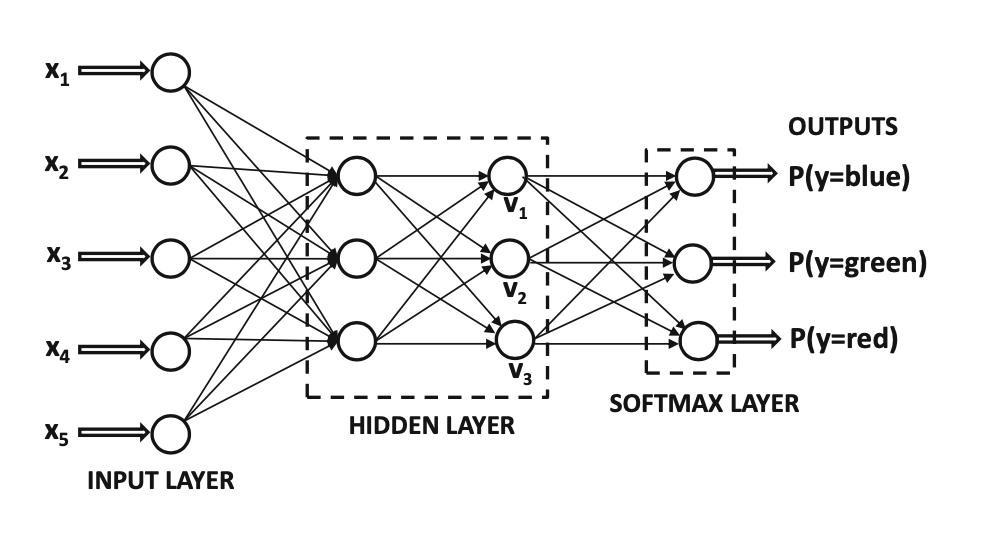 x₁
x₂
x₃
x₄
x₅
INPUT LAYER
v₁
v₂
v₃
HIDDEN LAYER
SOFTMAX LAYER
OUTPUTS
P(y=blue)
P(y=green)
P(y=red)